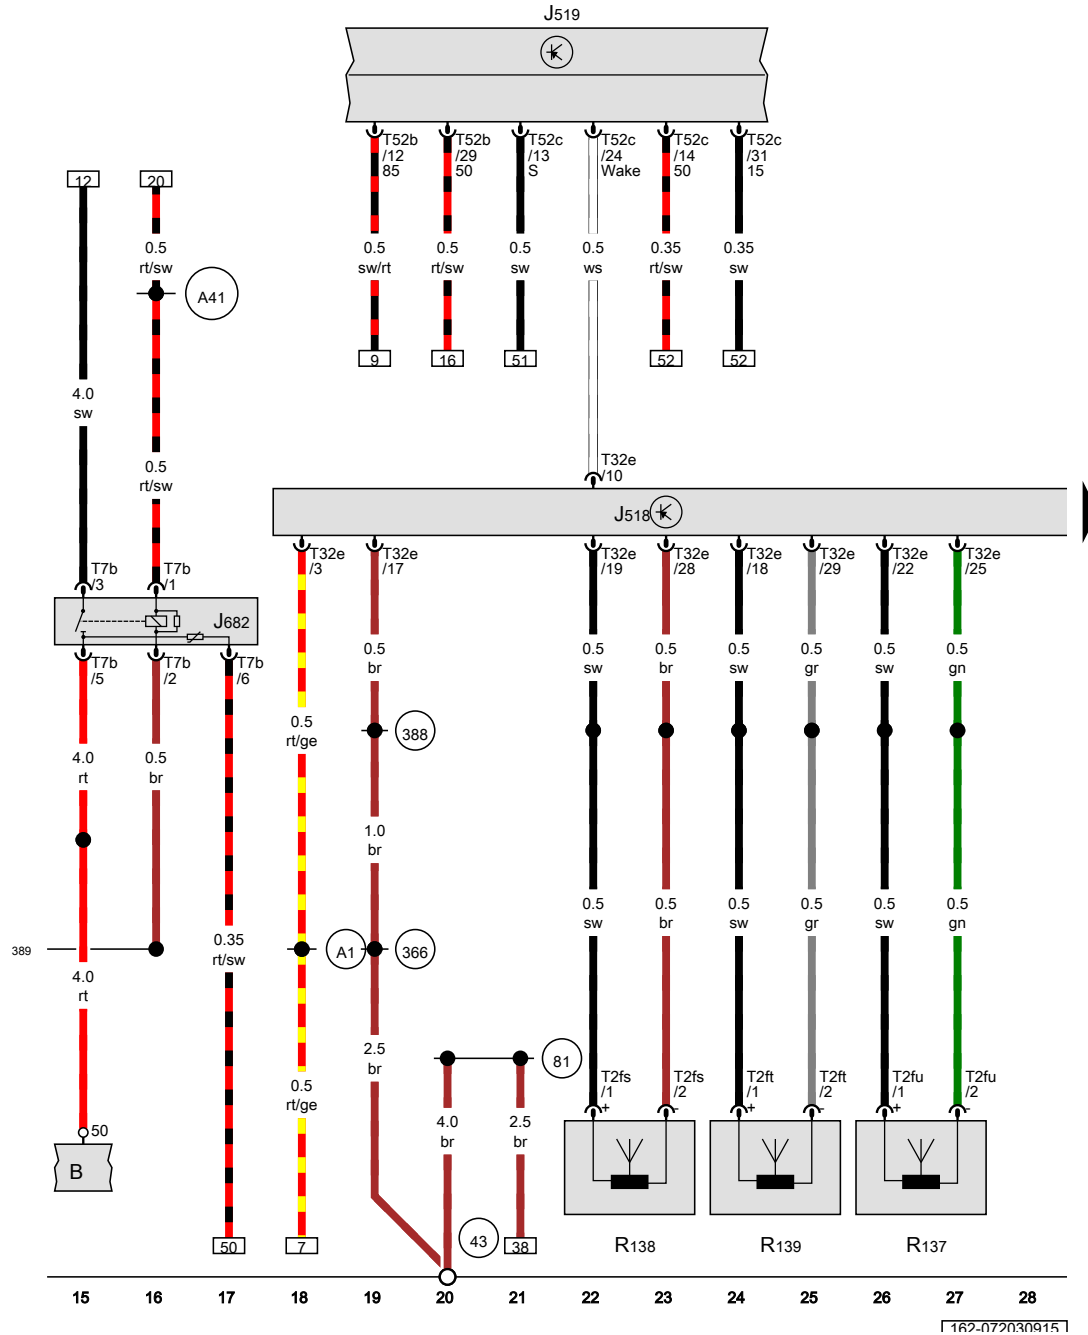 J519
T52b T52b T52c T52c T52c T52c
/12 /29 /13 /24 /14 /31
85 50 S Wake 50 15
12 20
0.5 0.5 0.5 0.5 0.5 0.35 0.35
rt/sw sw/rt rt/sw sw ws rt/sw sw
A41
9 16 51 52 52
4.0
sw
0.5 T32e
rt/sw /10
J518
T7b T7b T32e T32e T32e T32e T32e T32e T32e T32e
/3 /1 /3 /17 /19 /28 /18 /29 /22 /25
J682
T7b T7b T7b 0.5 0.5 0.5 0.5 0.5 0.5 0.5
/5 /2 /6 br sw br sw gr sw gn
0.5
rt/ge
388
4.0 0.5
rt br
1.0
br
0.5 0.5 0.5 0.5 0.5 0.5
sw br sw gr sw gn
0.35
rt/sw
389 A1 366
4.0
rt
2.5
br
81
T2fs T2fs T2ft T2ft T2fu T2fu
/1 /2 /1 /2 /1 /2
+ - + - + -
0.5
rt/ge
4.0 2.5
br br
50
B
43
50 7 38 R138 R139 R137
15 16 17 18 19 20 21 22 23 24 25 26 27 28
162-072030915